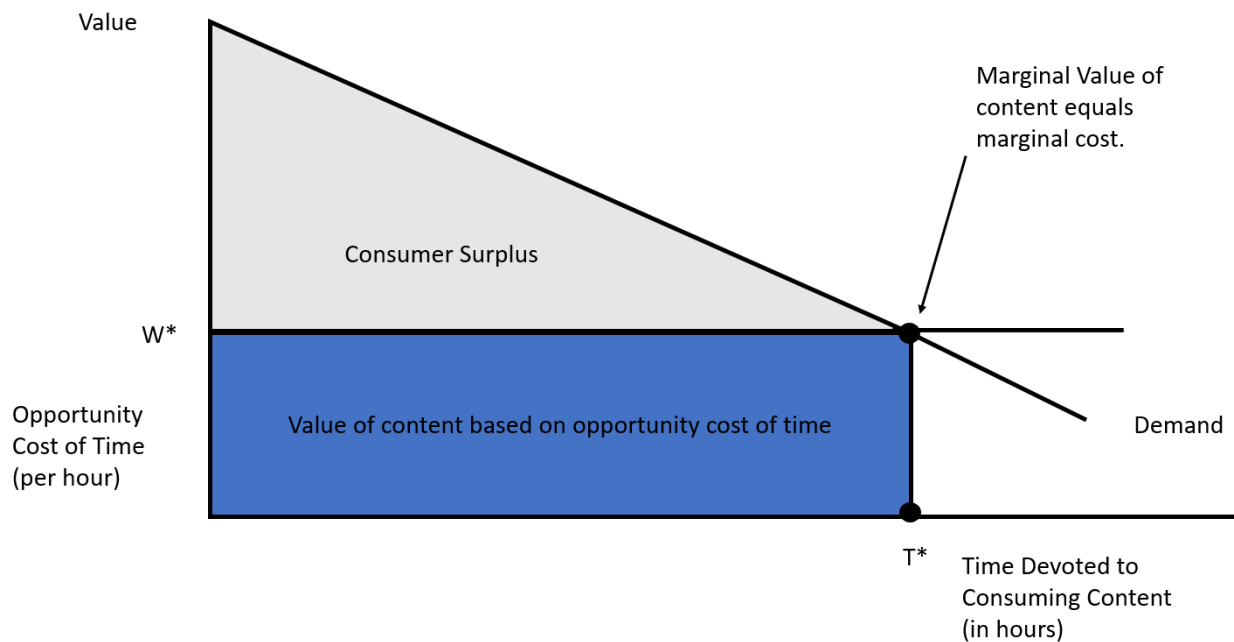 Value
Marginal Value of
content equals
marginal cost.
Consumer Surplus
W*
Opportunity
Cost of Time
(per hour)
Value of content based on opportunity cost of time
Demand
T*
Time Devoted to
Consuming Content
(in hours)